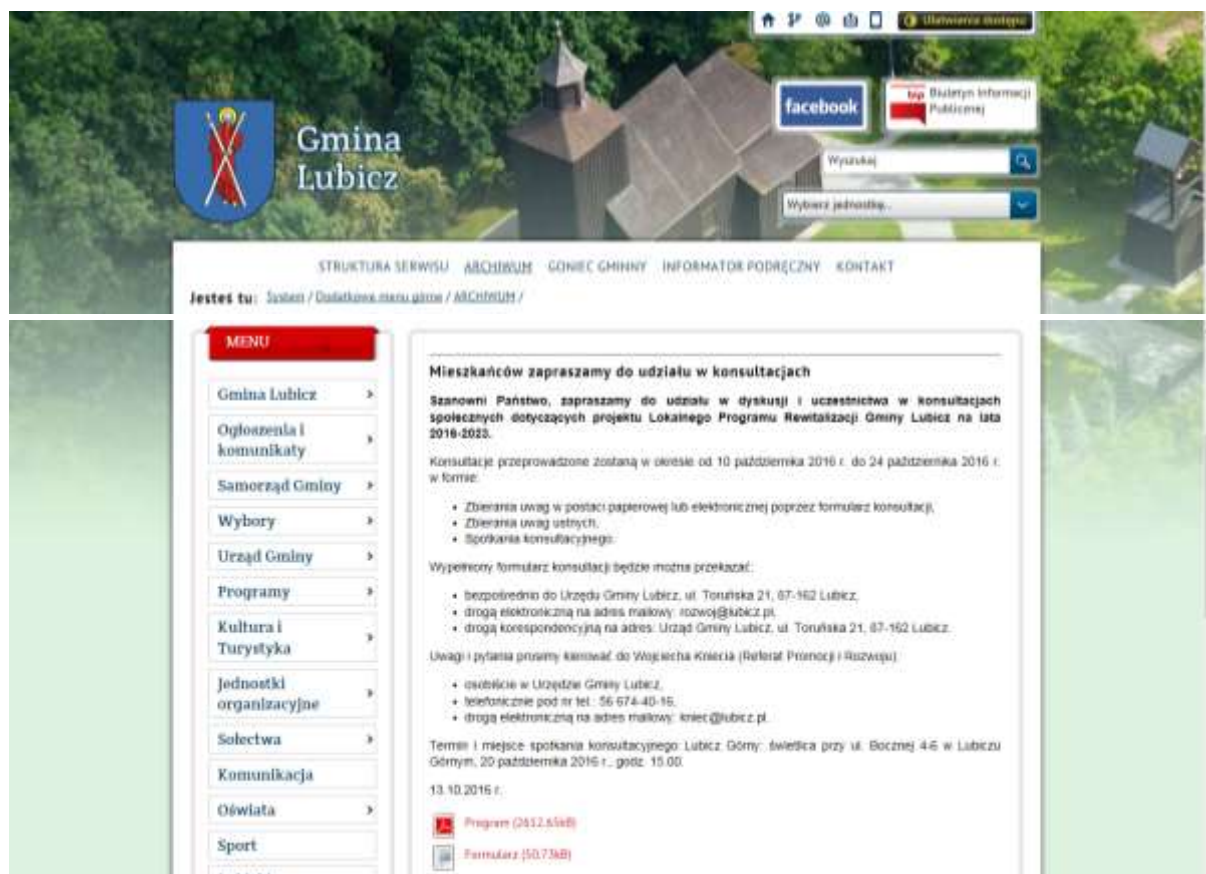 Ułatwienia dostępu
facebook
bip Biuletyn Informacji
Publicznej
Gmina
Lubicz
Wyszukaj
Wybierz jednostkę...
STRUKTURA SERWISU ARCHIWUM GONIEC GMINNY INFORMATOR PODRĘCZNY KONTAKT
Jesteś tu: System / Dodatkowe menu górne / ARCHIWUM /
MENU
Gmina Lubicz
Ogłoszenia i
komunikaty
Samorząd Gminy
Wybory
Urząd Gminy
Programy
Kultura i
Turystyka
Jednostki
organizacyjne
Sołectwa
Komunikacja
Oświata
Sport
Mieszkańców zapraszamy do udziału w konsultacjach
Szanowni Państwo, zapraszamy do udziału w dyskusji i uczestnictwa w konsultacjach
społecznych dotyczących projektu Lokalnego Programu Rewitalizacji Gminy Lubicz na lata
2016-2023.
Konsultacje przeprowadzone zostaną w okresie od 10 października 2016 r. do 24 października 2016 r.
w formie:
• Zbierania uwag w postaci papierowej lub elektronicznej poprzez formularz konsultacji,
• Zbierania uwag ustnych,
• Spotkania konsultacyjnego.
Wypełniony formularz konsultacji będzie można przekazać:
• bezpośrednio do Urzędu Gminy Lubicz, ul. Toruńska 21, 87-162 Lubicz,
• drogą elektroniczną na adres mailowy: rozwoj@lubicz.pl,
• drogą korespondencyjną na adres: Urząd Gminy Lubicz, ul. Toruńska 21, 87-162 Lubicz.
Uwagi i pytania prosimy kierować do Wojciecha Kniecia (Referat Promocji i Rozwoju):
• osobiście w Urzędzie Gminy Lubicz,
• telefonicznie pod nr tel.: 56 674-40-16,
• drogą elektroniczną na adres mailowy: kniec@lubicz.pl.
Termin i miejsce spotkania konsultacyjnego: Lubicz Górny: świetlica przy ul. Bocznej 4-6 w Lubiczu
Górnym, 20 października 2016 r., godz. 15.00.
13.10.2016 r.
Program (2612.65kB)
Formularz (50.73kB)